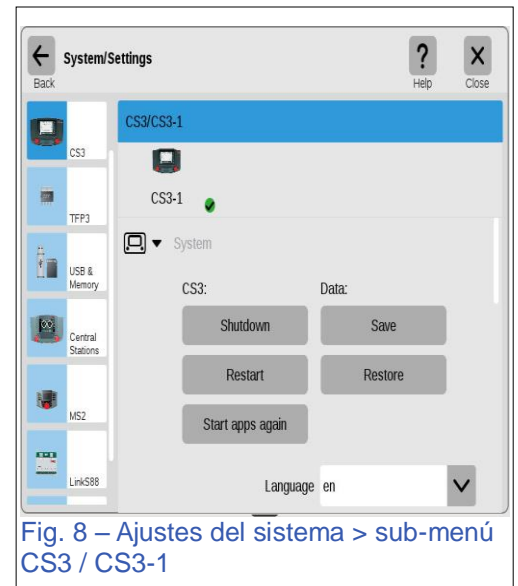 System/Settings
Back
Help
Close
CS3
CS3/CS3-1
CS3-1
TFP3
System
USB &
Memory
CS3:
Data:
Shutdown
Save
Central
Stations
Restart
Restore
MS2
Start apps again
LinkS88
Language en
Fig. 8 – Ajustes del sistema > sub-menú
CS3 / CS3-1